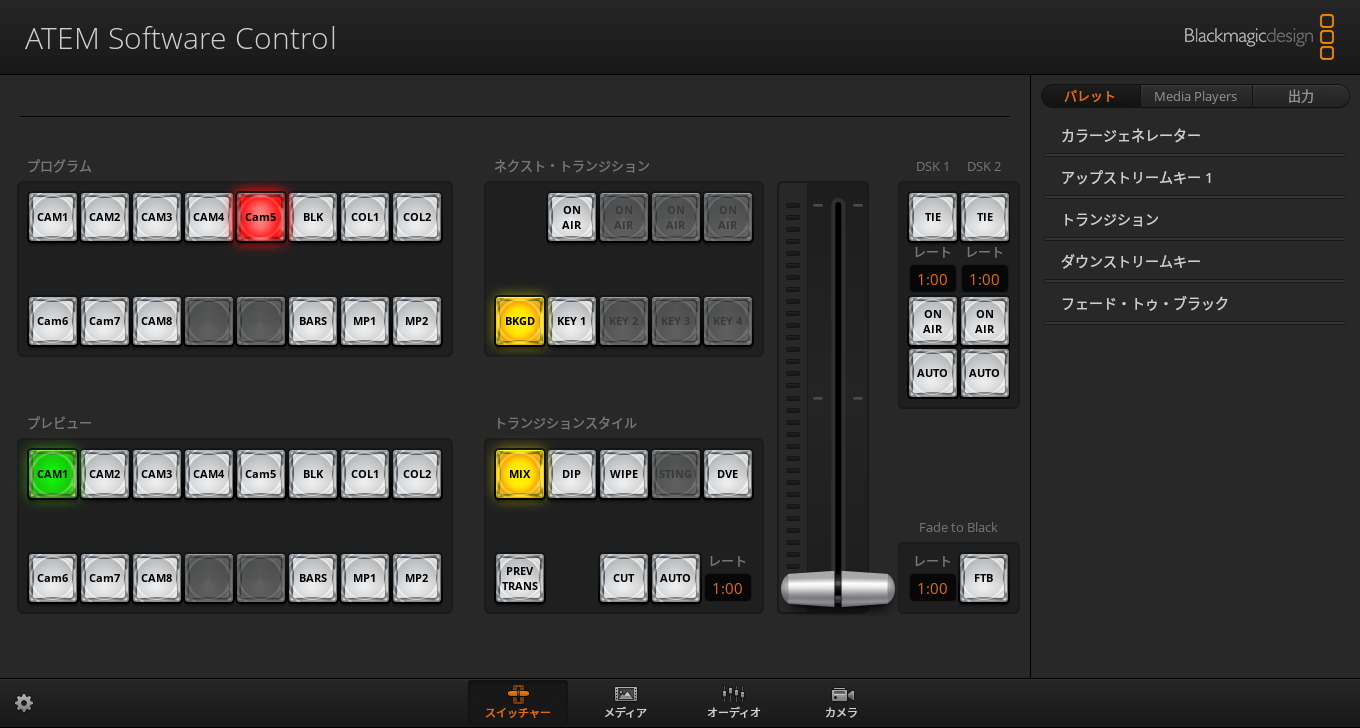 ATEM Software Control
Blackmagicdesign
パレット Media Players 出力
カラージェネレーター
アップストリームキー 1
トランジション
ダウンストリームキー
フェード・トゥ・ブラック
プログラム
CAM1 CAM2 CAM3 CAM4 Cam5 BLK COL1 COL2
Cam6 Cam7 CAM8 BARS MP1 MP2
ネクスト・トランジション
ON AIR ON AIR ON AIR ON AIR
BKGD KEY 1 KEY 2 KEY 3 KEY 4
DSK 1 DSK 2
TIE TIE
レート レート
1:00 1:00
ON AIR ON AIR
AUTO AUTO
プレビュー
CAM1 CAM2 CAM3 CAM4 Cam5 BLK COL1 COL2
Cam6 Cam7 CAM8 BARS MP1 MP2
トランジションスタイル
MIX DIP WIPE STING DVE
レート
PREV TRANS CUT AUTO 1:00
Fade to Black
レート
1:00 FTB
スイッチャー メディア オーディオ カメラ